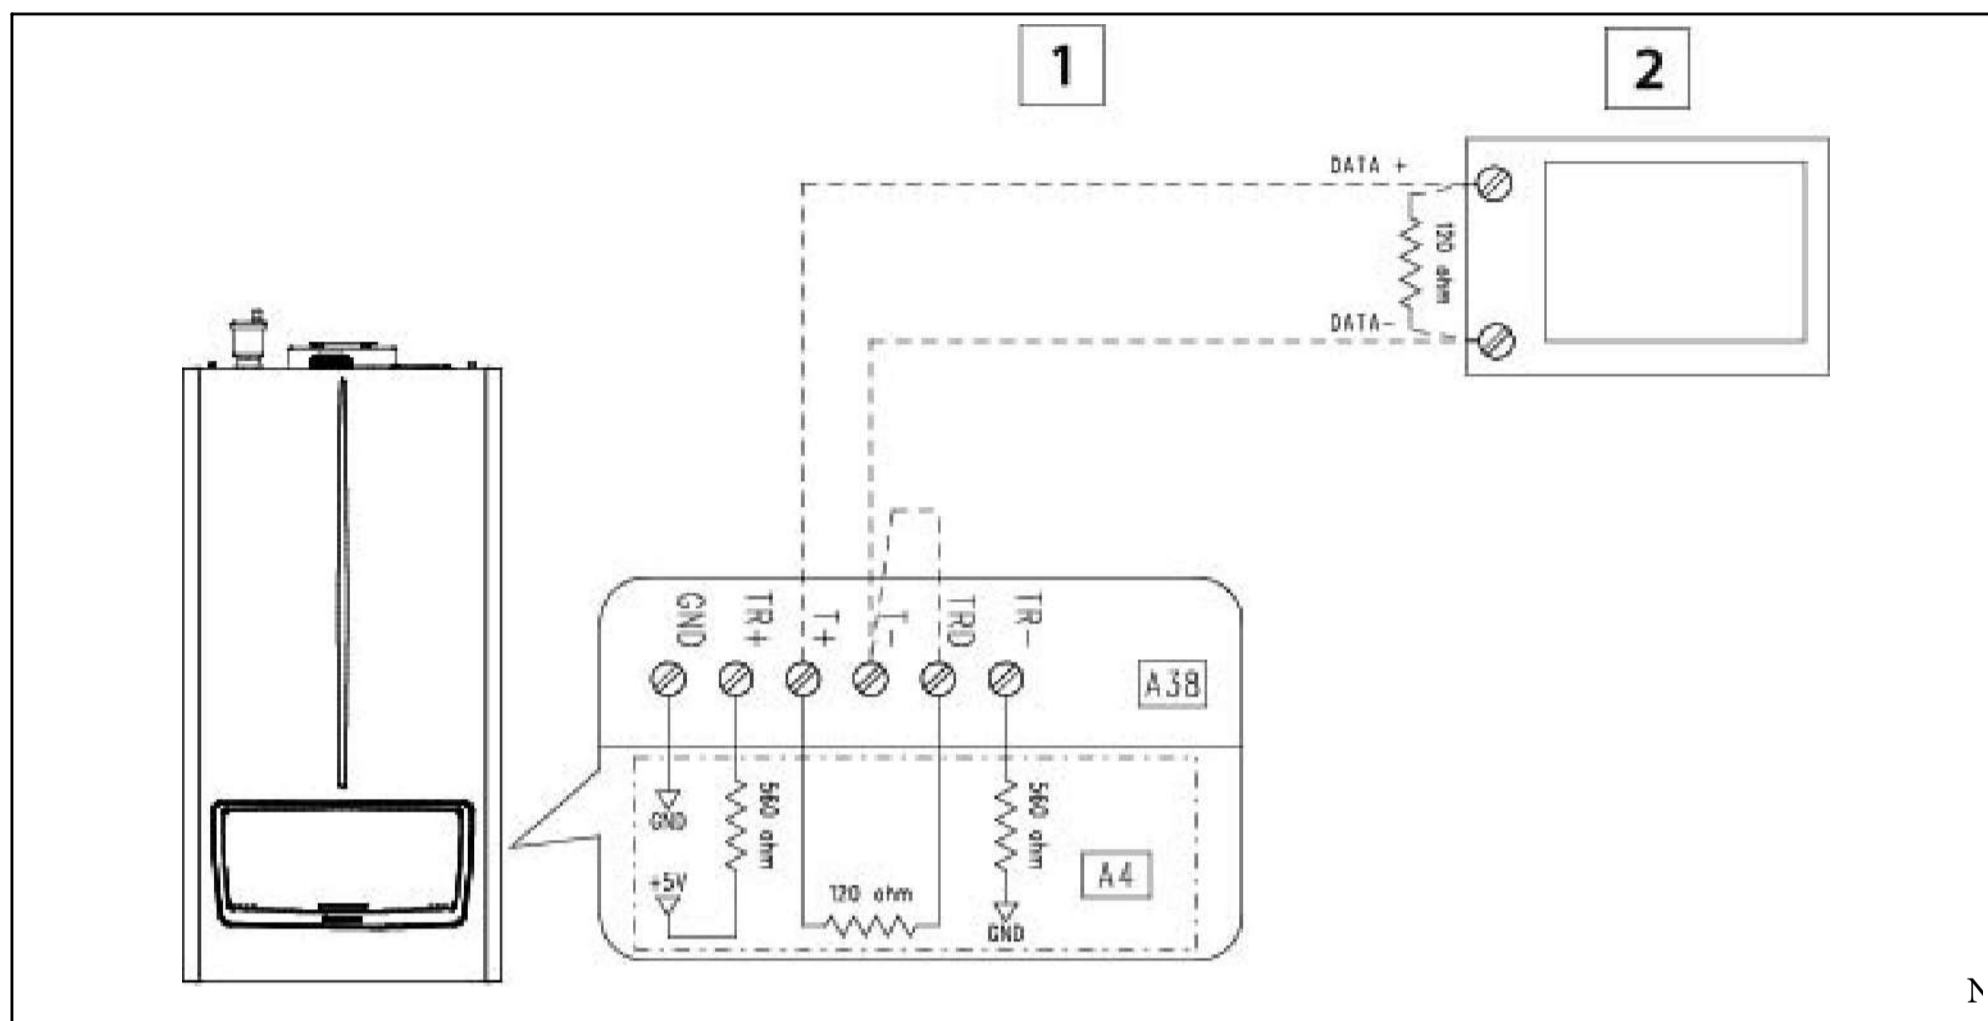 1
2
DATA +
120 ohm
DATA-
GND
TR+
T+
T-
TRD
TR-
A38
GND
560 ohm
560 ohm
+5V
120 ohm
A4
GND
N